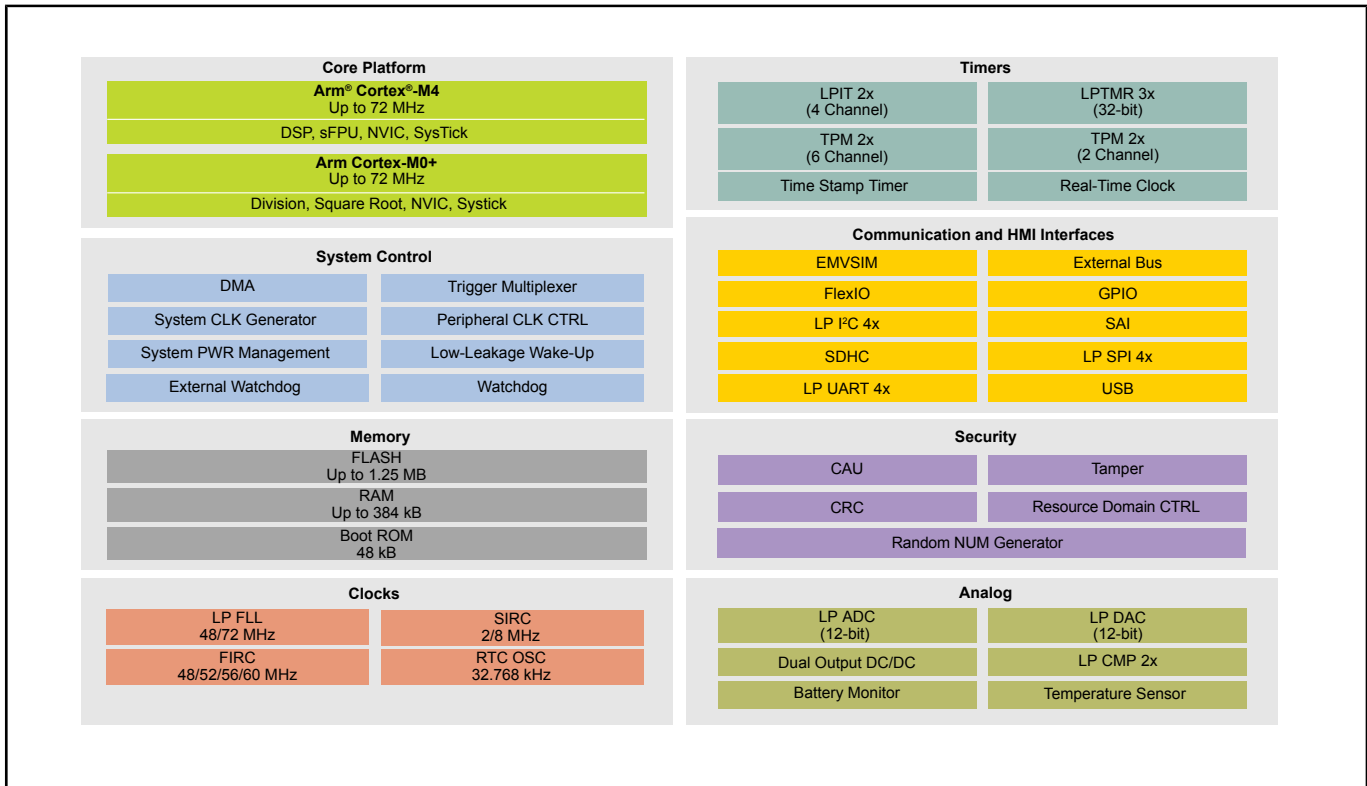 Core Platform
Arm® Cortex®-M4
Up to 72 MHz
DSP, sFPU, NVIC, SysTick
Arm Cortex-M0+
Up to 72 MHz
Division, Square Root, NVIC, Systick
System Control
DMA
Trigger Multiplexer
System CLK Generator
Peripheral CLK CTRL
System PWR Management
Low-Leakage Wake-Up
External Watchdog
Watchdog
Memory
FLASH
Up to 1.25 MB
RAM
Up to 384 kB
Boot ROM
48 kB
Clocks
LP FLL
48/72 MHz
SIRC
2/8 MHz
FIRC
48/52/56/60 MHz
RTC OSC
32.768 kHz
Timers
LPIT 2x
(4 Channel)
LPTMR 3x
(32-bit)
TPM 2x
(6 Channel)
TPM 2x
(2 Channel)
Time Stamp Timer
Real-Time Clock
Communication and HMI Interfaces
EMVSIM
External Bus
FlexIO
GPIO
LP I²C 4x
SAI
SDHC
LP SPI 4x
LP UART 4x
USB
Security
CAU
Tamper
CRC
Resource Domain CTRL
Random NUM Generator
Analog
LP ADC
(12-bit)
LP DAC
(12-bit)
Dual Output DC/DC
LP CMP 2x
Battery Monitor
Temperature Sensor